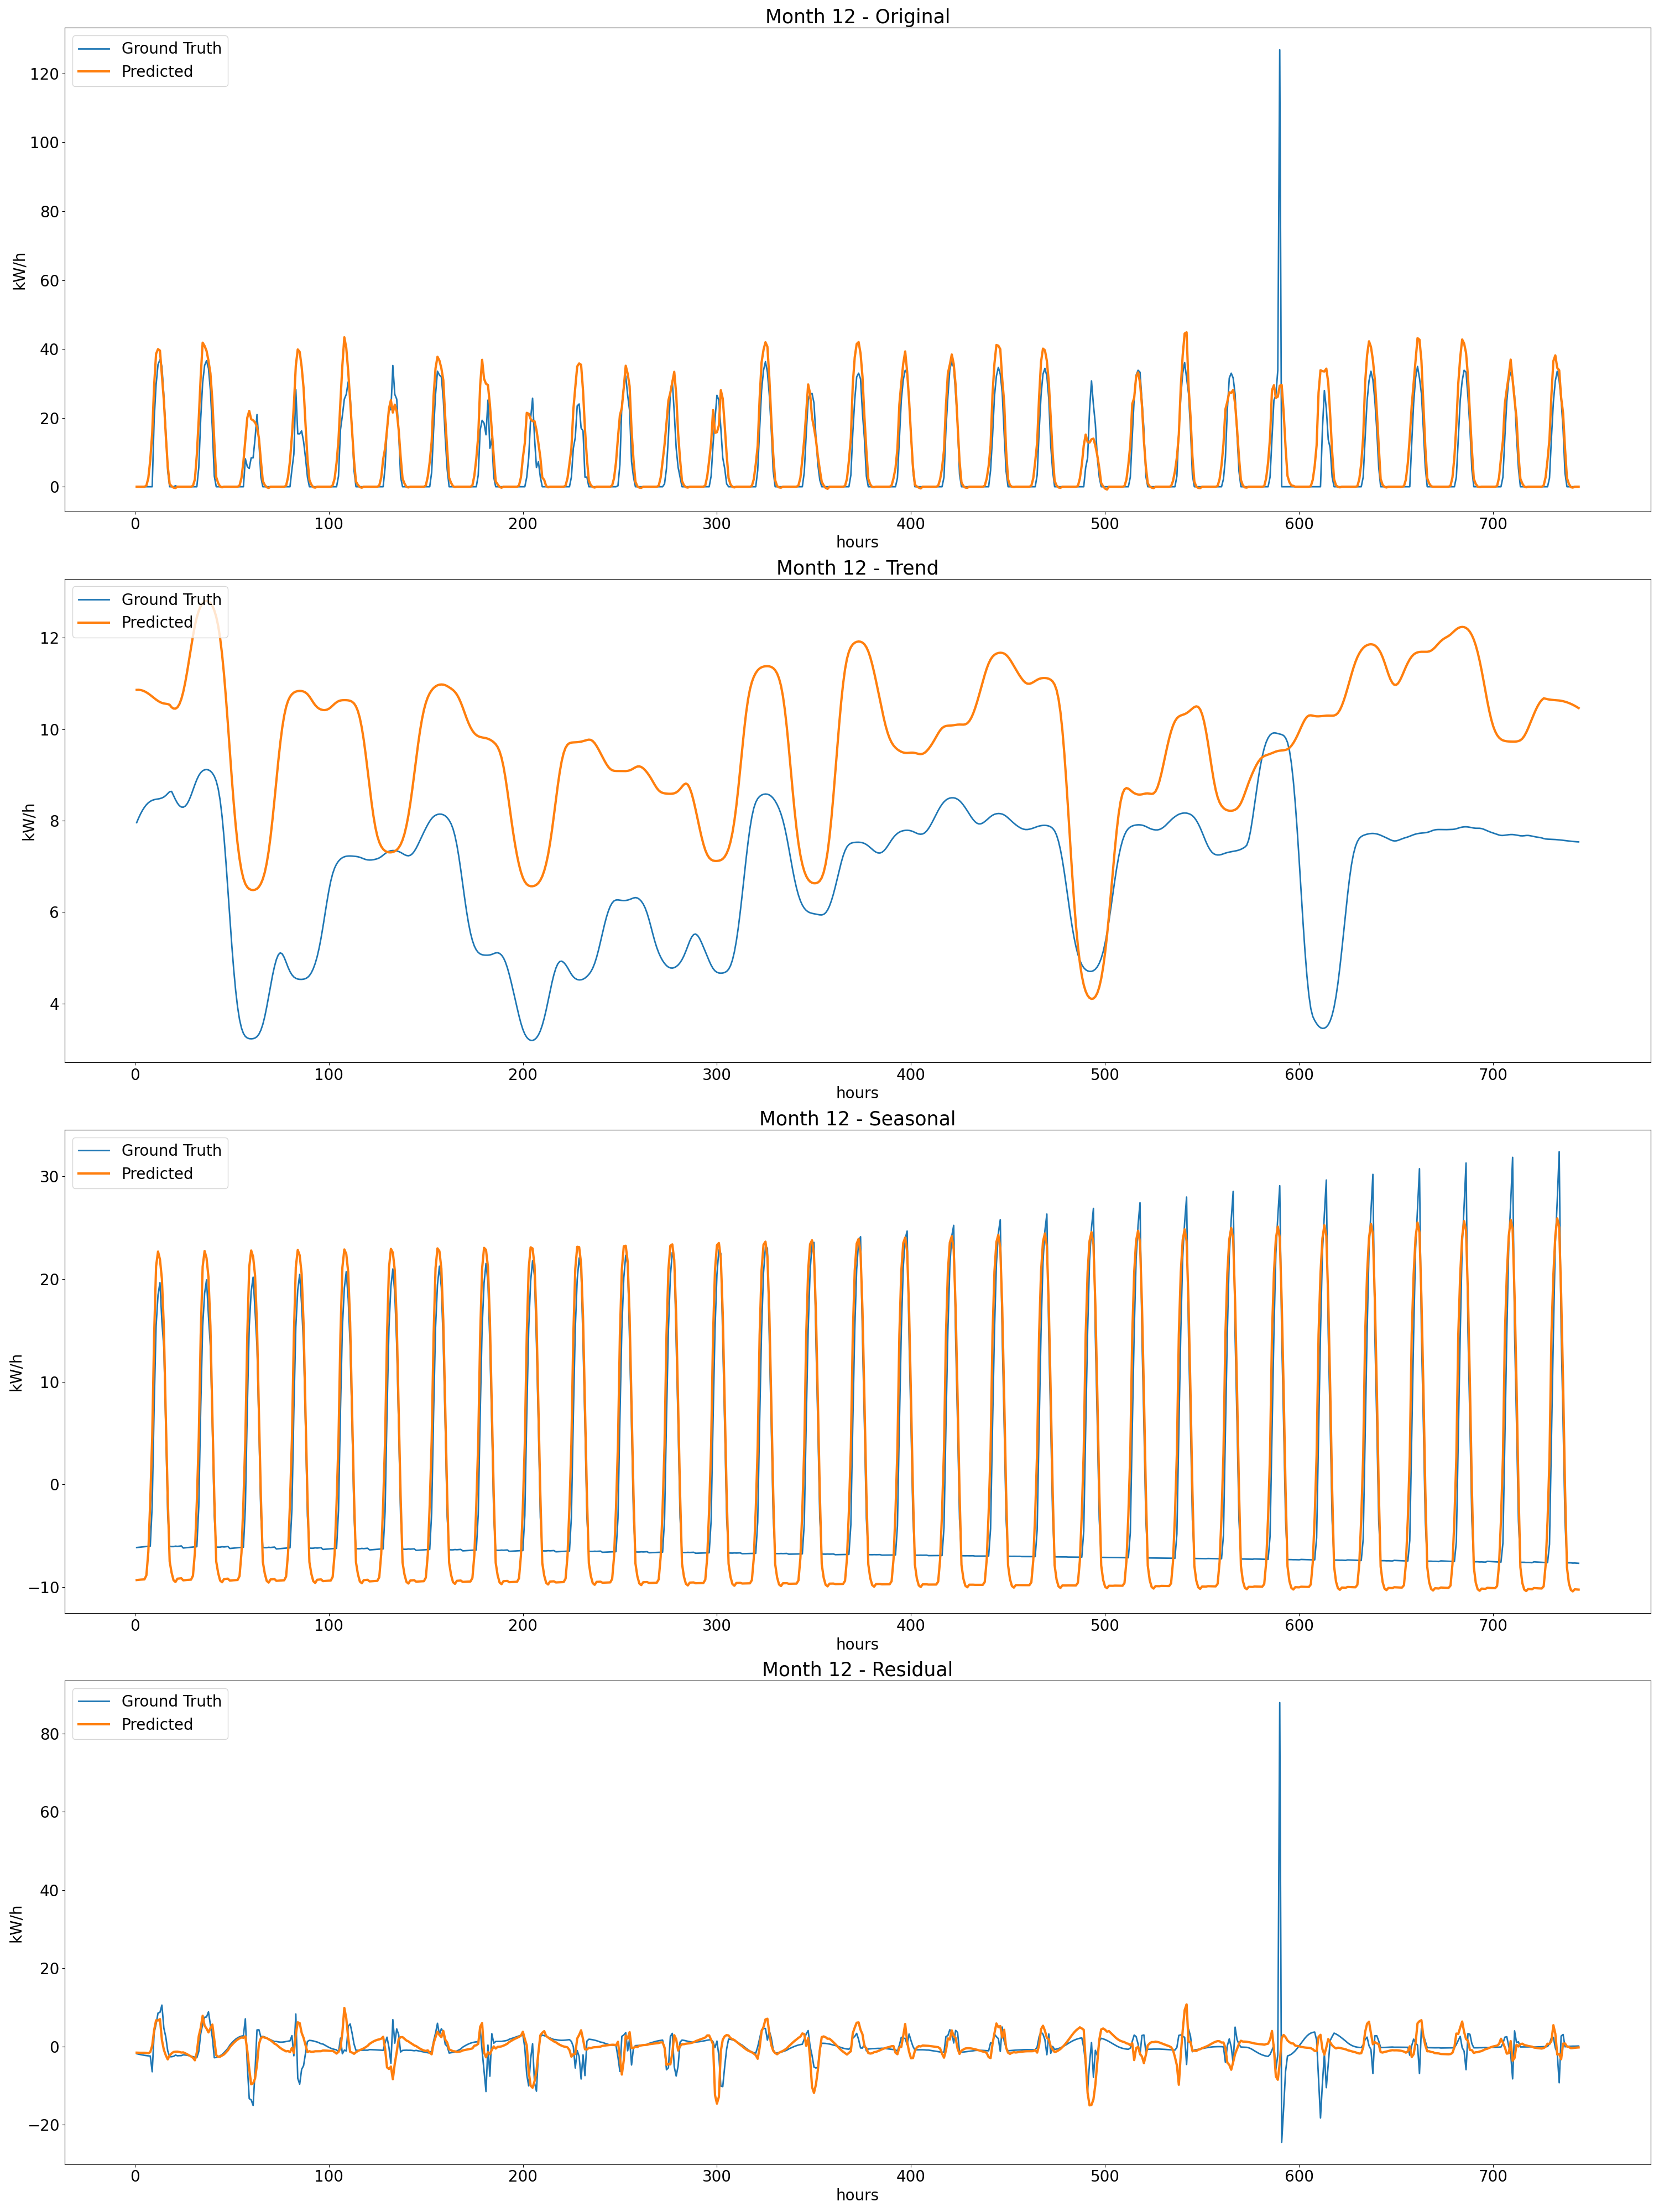 Month 12 - Original
Ground Truth
Predicted
kW/h
120
100
80
60
40
20
0
0 100 200 300 400 500 600 700
hours
Month 12 - Trend
Ground Truth
Predicted
kW/h
12
10
8
6
4
0 100 200 300 400 500 600 700
hours
Month 12 - Seasonal
Ground Truth
Predicted
kW/h
30
20
10
0
−10
0 100 200 300 400 500 600 700
hours
Month 12 - Residual
Ground Truth
Predicted
kW/h
80
60
40
20
0
−20
0 100 200 300 400 500 600 700
hours